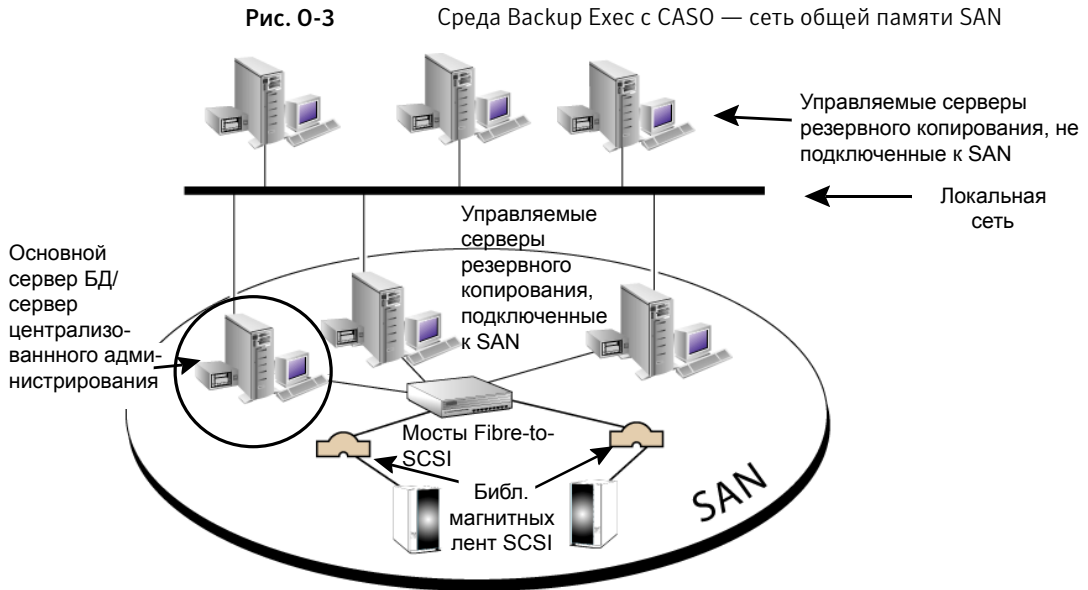 Рис. O-3 Среда Backup Exec с CASO — сеть общей памяти SAN
Управляемые серверы
резервного копирования, не
подключенные к SAN
Локальная
сеть
Управляемые
серверы
резервного
копирования,
подключенные
к SAN
Основной
сервер БД/
сервер
централизо-
ваннного адми-
нистрирования
Мосты Fibre-to-
SCSI
Библ.
магнитных
лент SCSI
SAN